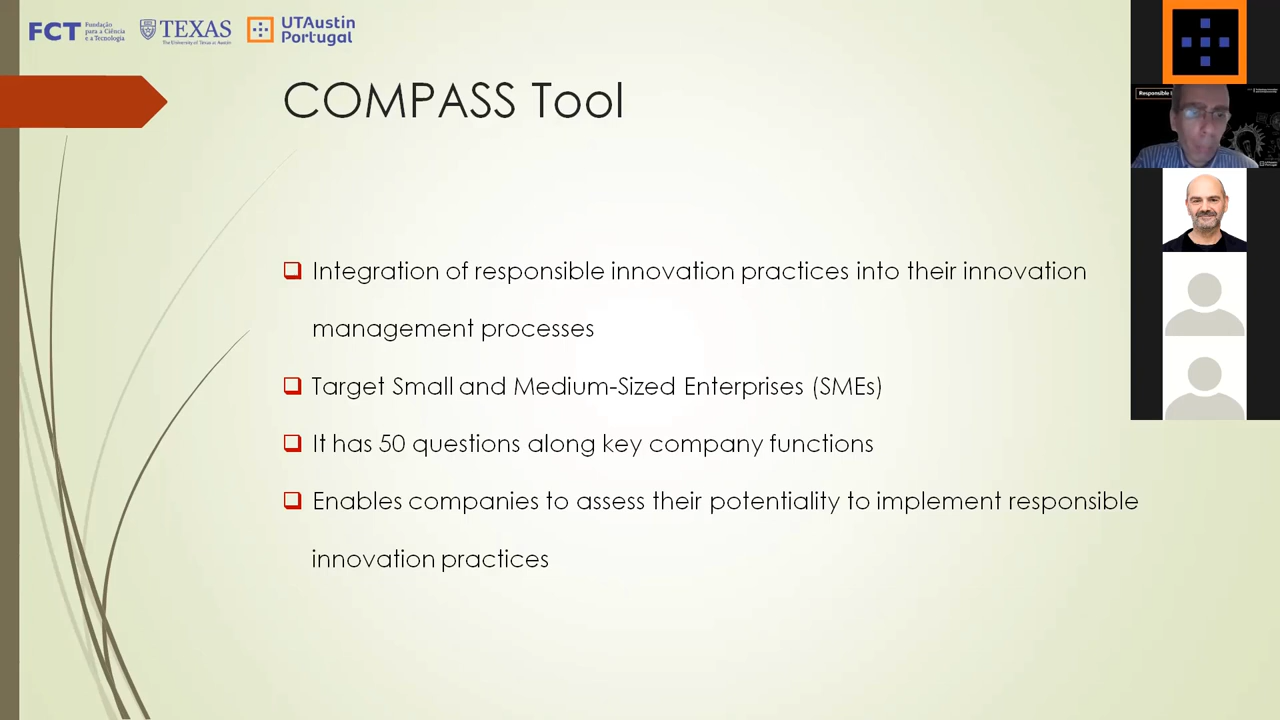 FCT
Fundação
para a Ciência
e a Tecnologia
TEXAS
The University of Texas at Austin
UTAustin
Portugal
COMPASS Tool
Integration of responsible innovation practices into their innovation
management processes
Target Small and Medium-Sized Enterprises (SMEs)
It has 50 questions along key company functions
Enables companies to assess their potentiality to implement responsible
innovation practices
Responsible
UTAustin
Portugal